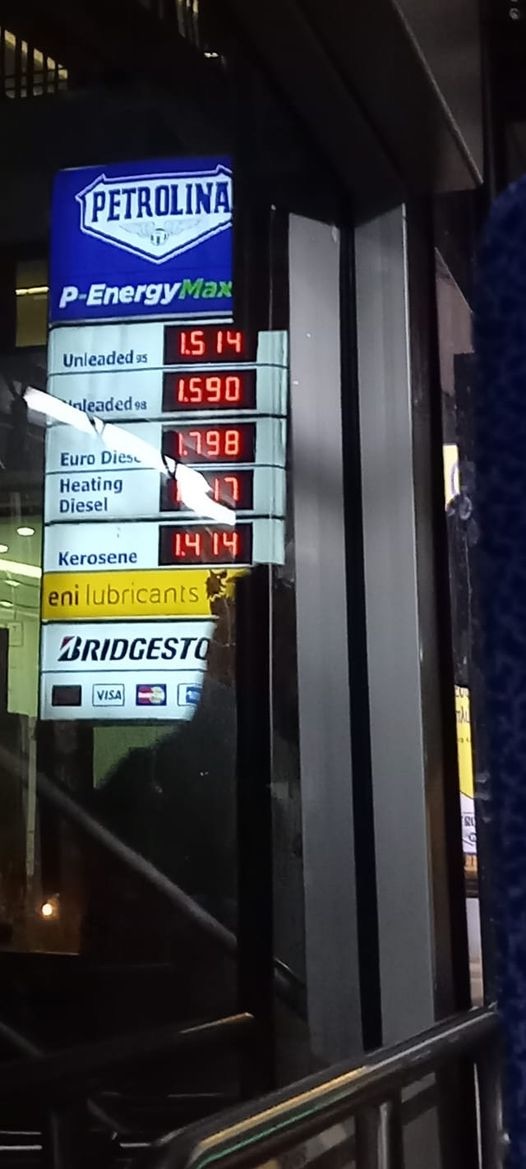 PETROLINA
P-EnergyMax
Unleaded 95 1.514
98 1.590
Euro 1.798
Heating
Diesel
Kerosene 1.414
eni lubricants
BRIDGESTO
VISA